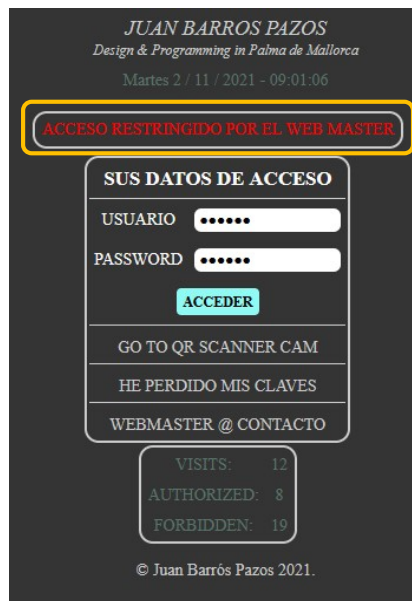 JUAN BARROS PAZOS
Design & Programming in Palma de Mallorca
Martes 2 / 11 / 2021 - 09:01:06
ACCESO RESTRINGIDO POR EL WEB MASTER
SUS DATOS DE ACCESO
USUARIO ••••••
PASSWORD ••••••
ACCEDER
GO TO QR SCANNER CAM
HE PERDIDO MIS CLAVES
WEBMASTER @ CONTACTO
VISITS: 12
AUTHORIZED: 8
FORBIDDEN: 19
© Juan Barrós Pazos 2021.